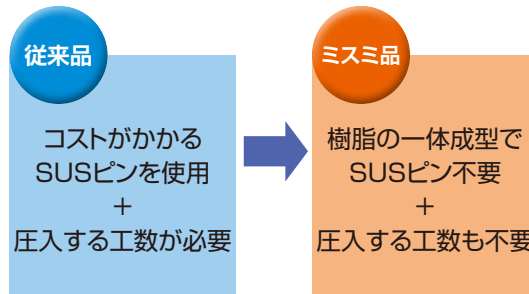 従来品
コストがかかる
SUSピンを使用
+
圧入する工数が必要
ミスミ品
樹脂の一体成型で
SUSピン不要
+
圧入する工数も不要